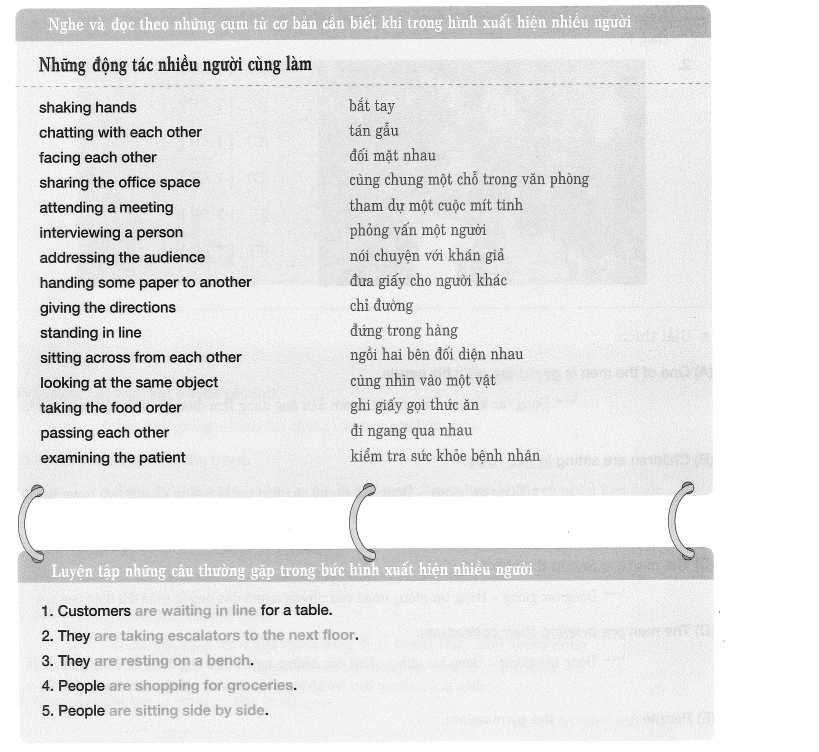 Nghe và đọc theo những cụm từ cơ bản cần biết khi trong hình xuất hiện nhiều người
Những động tác nhiều người cùng làm
shaking hands bắt tay
chatting with each other tán gẫu
facing each other đối mặt nhau
sharing the office space cùng chung một chỗ trong văn phòng
attending a meeting tham dự một cuộc mít tinh
interviewing a person phỏng vấn một người
addressing the audience nói chuyện với khán giả
handing some paper to another đưa giấy cho người khác
giving the directions chỉ đường
standing in line đứng trong hàng
sitting across from each other ngồi hai bên đối diện nhau
looking at the same object cùng nhìn vào một vật
taking the food order ghi giấy gọi thức ăn
passing each other đi ngang qua nhau
examining the patient kiểm tra sức khỏe bệnh nhân
Luyện tập những câu thường gặp trong bức hình xuất hiện nhiều người
1. Customers are waiting in line for a table.
2. They are taking escalators to the next floor.
3. They are resting on a bench.
4. People are shopping for groceries.
5. People are sitting side by side.